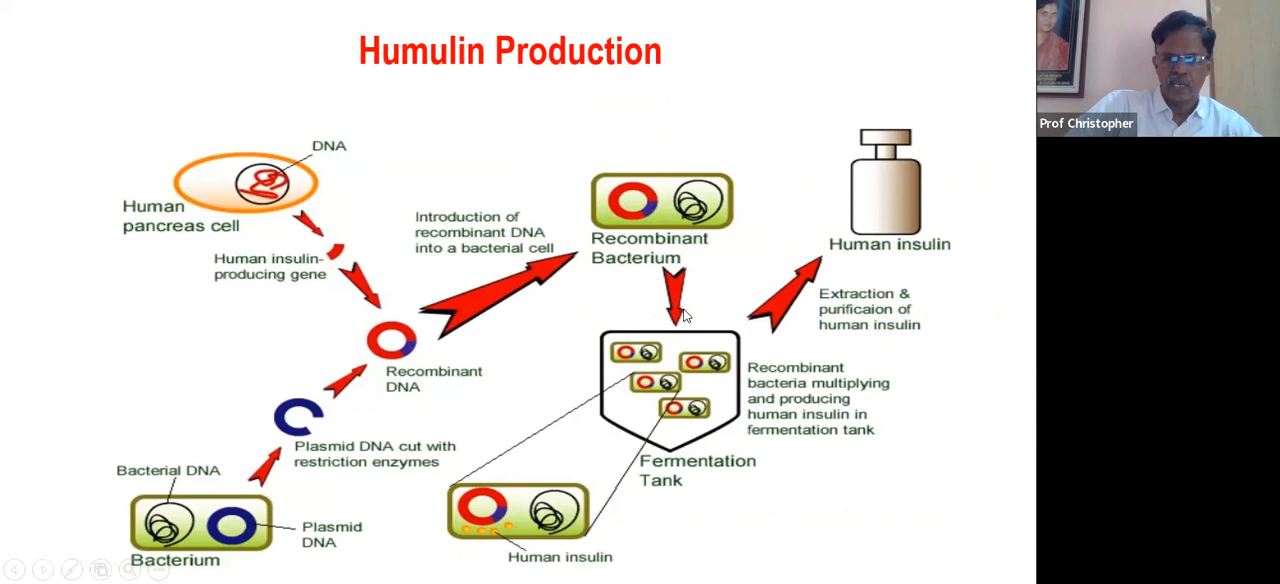 Humulin Production
Prof Christopher
DNA
Human
pancreas cell
Human insulin-
producing gene
Introduction of
recombinant DNA
into a bacterial cell
Recombinant
Bacterium
Human insulin
Extraction &
purificaion of
human insulin
Recombinant
DNA
Recombinant
bacteria multiplying
and producing
human insulin in
fermentation tank
Plasmid DNA cut with
restriction enzymes
Fermentation
Tank
Bacterial DNA
Plasmid
DNA
Bacterium
Human insulin